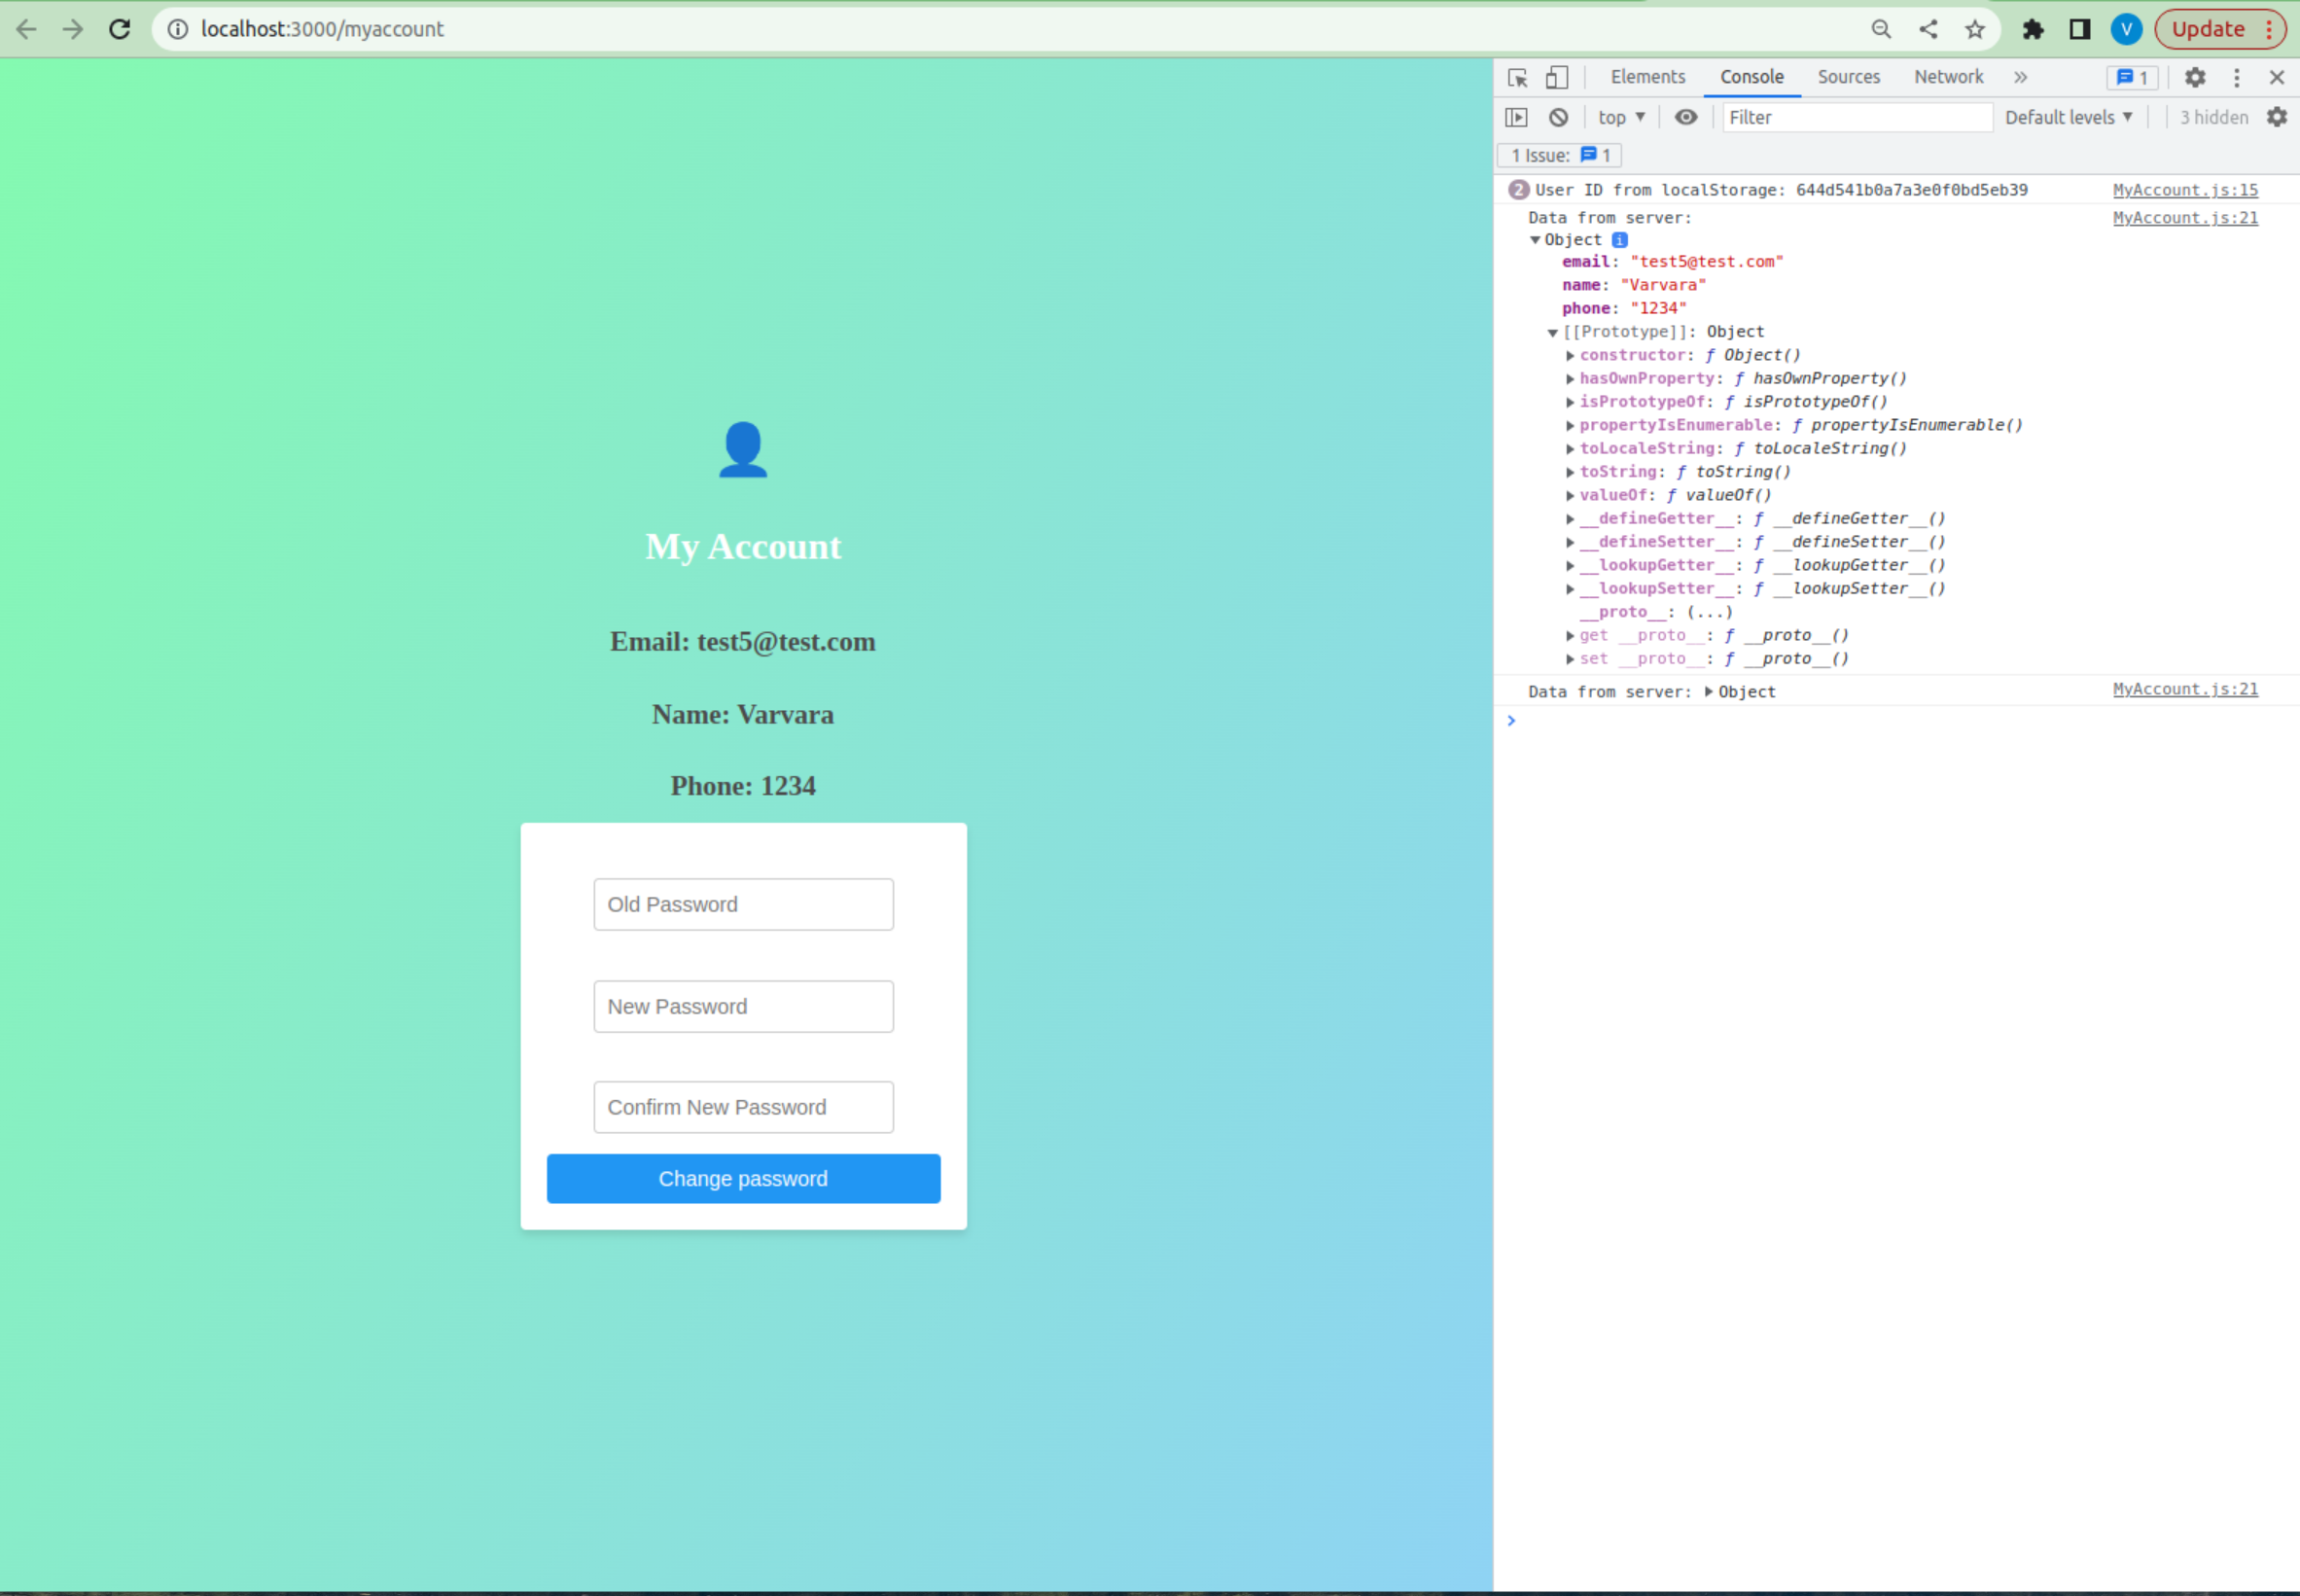 localhost:3000/myaccount
V
Update
My Account
Email: test5@test.com
Name: Varvara
Phone: 1234
Old Password
New Password
Confirm New Password
Change password
Elements Console Sources Network » 1
top Filter Default levels 3 hidden
1 Issue: 1
2 User ID from localStorage: 644d541b0a7a3e0f0bd5eb39 MyAccount.js:15
Data from server: MyAccount.js:21
Object i
email: "test5@test.com"
name: "Varvara"
phone: "1234"
[[Prototype]]: Object
constructor: ƒ Object()
hasOwnProperty: ƒ hasOwnProperty()
isPrototypeOf: ƒ isPrototypeOf()
propertyIsEnumerable: ƒ propertyIsEnumerable()
toLocaleString: ƒ toLocaleString()
toString: ƒ toString()
valueOf: ƒ valueOf()
__defineGetter__: ƒ __defineGetter__()
__defineSetter__: ƒ __defineSetter__()
__lookupGetter__: ƒ __lookupGetter__()
__lookupSetter__: ƒ __lookupSetter__()
__proto__: (...)
get __proto__: ƒ __proto__()
set __proto__: ƒ __proto__()
Data from server: Object MyAccount.js:21